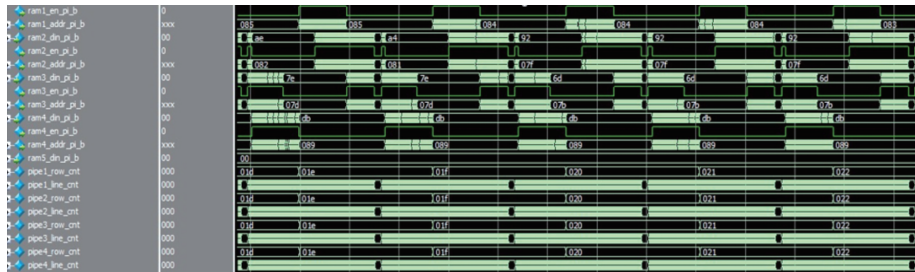 ram1_en_pi_b 0
ram1_addr_pi_b xxx 085 085 084 084 084 083
ram2_din_pi_b 00 ae a4 92 92 92
ram2_en_pi_b 0
ram2_addr_pi_b xxx 082 081 07f 07f 07f
ram3_din_pi_b 00 7e 7e 6d 6d 6d
ram3_en_pi_b 0
ram3_addr_pi_b xxx 07d 07d 07b 07b 07b
ram4_din_pi_b 00 db db db db db
ram4_en_pi_b 0
ram4_addr_pi_b xxx 089 089 089 089 089
ram5_din_pi_b 00 00
pipe1_row_cnt 000 01d 01e 01f 020 021 022
pipe1_line_cnt 000
pipe2_row_cnt 000 01d 01e 01f 020 021 022
pipe2_line_cnt 000
pipe3_row_cnt 000 01d 01e 01f 020 021 022
pipe3_line_cnt 000
pipe4_row_cnt 000 01d 01e 01f 020 021 022
pipe4_line_cnt 000